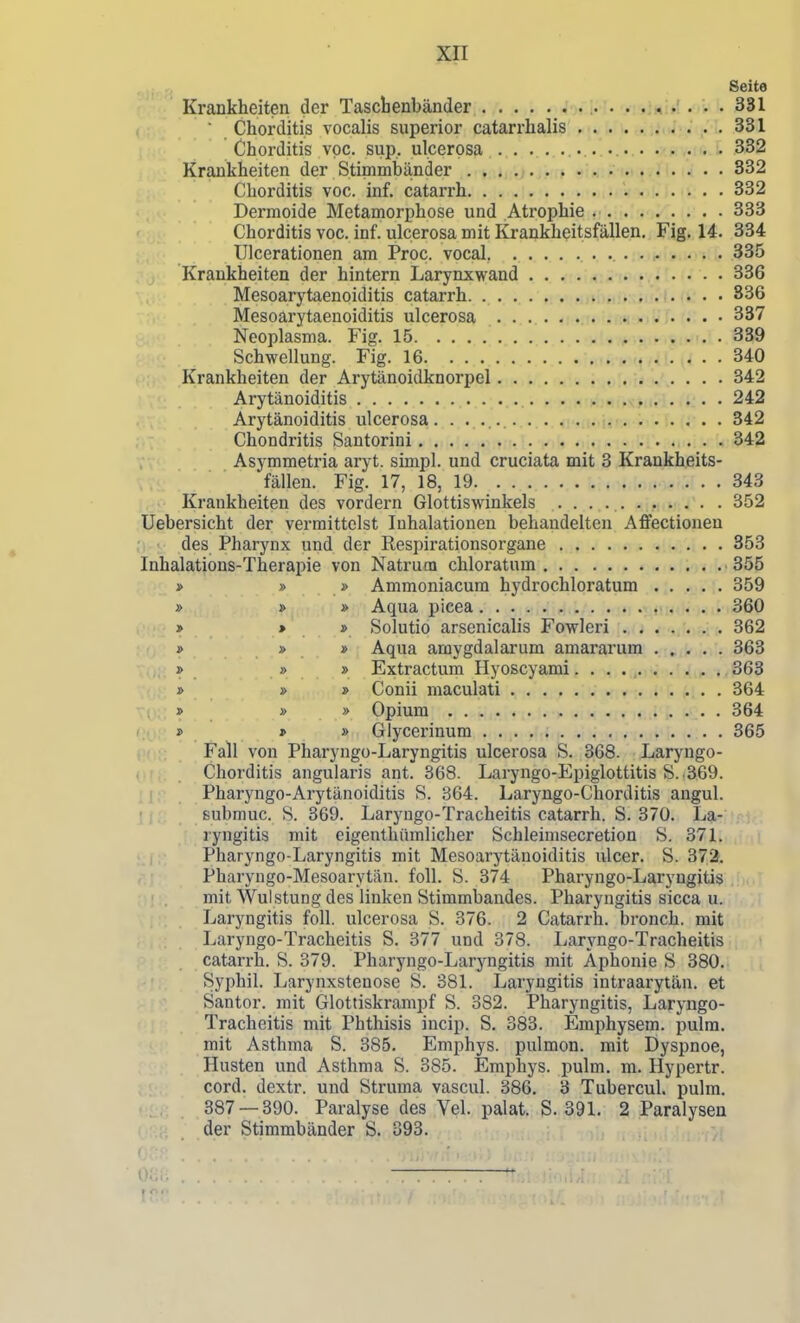 XII
Seite
Krankheiten der Taschenbänder . . . . . . . . . . . . . . . . 331
Chorditis vocalis superior catarrhalis . . . . . . . . . . 331
Chorditis voc. sup. ulcerosa . . . . . . . . . . . . . . . 332
Krankheiten der Stimmbänder . . . . . . . . . . . . . . . . . 332
Chorditis voc. inf. catarrh. . . . . . . . . . . . . . . . . 332
Dermoide Metamorphose und Atrophie . . . . . . . . . 333
Chorditis voc. inf. ulcerosa mit Krankheitsfällen. Fig. 14. 334
Ulcerationen am Proc. vocal. . . . . . . . . . . . . . . . 335
Krankheiten der hintern Larynxwand . . . . . . . . . . . . . 336
Mesoarytaenoiditis catarrh. . . . . . . . . . . . . . . . . 336
Mesoarytaenoiditis ulcerosa . . . . . . . . . . . . . . . 337
Neoplasma. Fig. 15. . . . . . . . . . . . . . . . . . . . 339
Schwellung. Fig. 16. . . . . . . . . . . . . . . . . . . . 340
Krankheiten der Arytänoidknorpel . . . . . . . . . . . . . . . 342
Arytänoiditis . . . . . . . . . . . . . . . . . . . . . . . . 242
Arytänoiditis ulcerosa . . . . . . . . . . . . . . . . . . . 342
Chondritis Santorini . . . . . . . . . . . . . . . . . . . . 342
Asymmetria aryt. simpl. und cruciata mit 3 Krankheits-
fällen. Fig. 17, 18, 19. . . . . . . . . . . . . . . . . 343
Krankheiten des vordern Glottiswinkels . . . . . . . . . . . 352
Uebersicht der vermittelst Inhalationen behandelten Affectionen
des Pharynx und der Respirationsorgane . . . . . . . . . . . 353
Inhalations-Therapie von Natrum chloratum . . . . . . . . . . . . 355
» » » Ammoniacum hydrochloratum . . . . . 359
» » » Aqua picea . . . . . . . . . . . . . . . . 360
» » » Solutio arsenicalis Fowleri . . . . . . . 362
» » » Aqua amygdalarum amararum . . . . . 363
» » » Extractum Hyoscyami . . . . . . . . . . 363
» » » Conii maculati . . . . . . . . . . . . . . 364
» » » Opium . . . . . . . . . . . . . . . . . . 364
» » » Glycerinum . . . . . . . . . . . . . . . . 365
Fall von Pharyngo-Laryngitis ulcerosa S. 368. Laryngo-
Chorditis angularis ant. 368. Laryngo-Epiglottitis S. 369.
Pharyngo-Arytänoiditis S. 364. Laryngo-Chorditis angul.
submuc. S. 369. Laryngo-Tracheitis catarrh. S. 370. La-
ryngitis mit eigenthümlicher Schleimsecretion S. 371.
Pharyngo-Laryngitis mit Mesoarytänoiditis ulcer. S. 372.
Pharyngo-Mesoarytän. foll. S. 374 Pharyngo-Laryngitis
mit Wulstung des linken Stimmbandes. Pharyngitis sicca u.
Laryngitis foll. ulcerosa S. 376. 2 Catarrh. bronch. mit
Laryngo-Tracheitis S. 377 und 378. Laryngo-Tracheitis
catarrh. S. 379. Pharyngo-Laryngitis mit Aphonie S 380.
Syphil. Larynxstenose S. 381. Laryngitis intraarytän. et
Santor. mit Glottiskrampf S. 382. Pharyngitis, Laryngo-
Tracheitis mit Phthisis incip. S. 383. Emphysem. pulm.
mit Asthma S. 385. Emphys. pulmon. mit Dyspnoe,
Husten und Asthma S. 385. Emphys. pulm. m. Hypertr.
cord. dextr. und Struma vascul. 386. 3 Tubercul. pulm.
387 — 390. Paralyse des Vel. palat. S. 391. 2 Paralysen
der Stimmbänder S. 393.